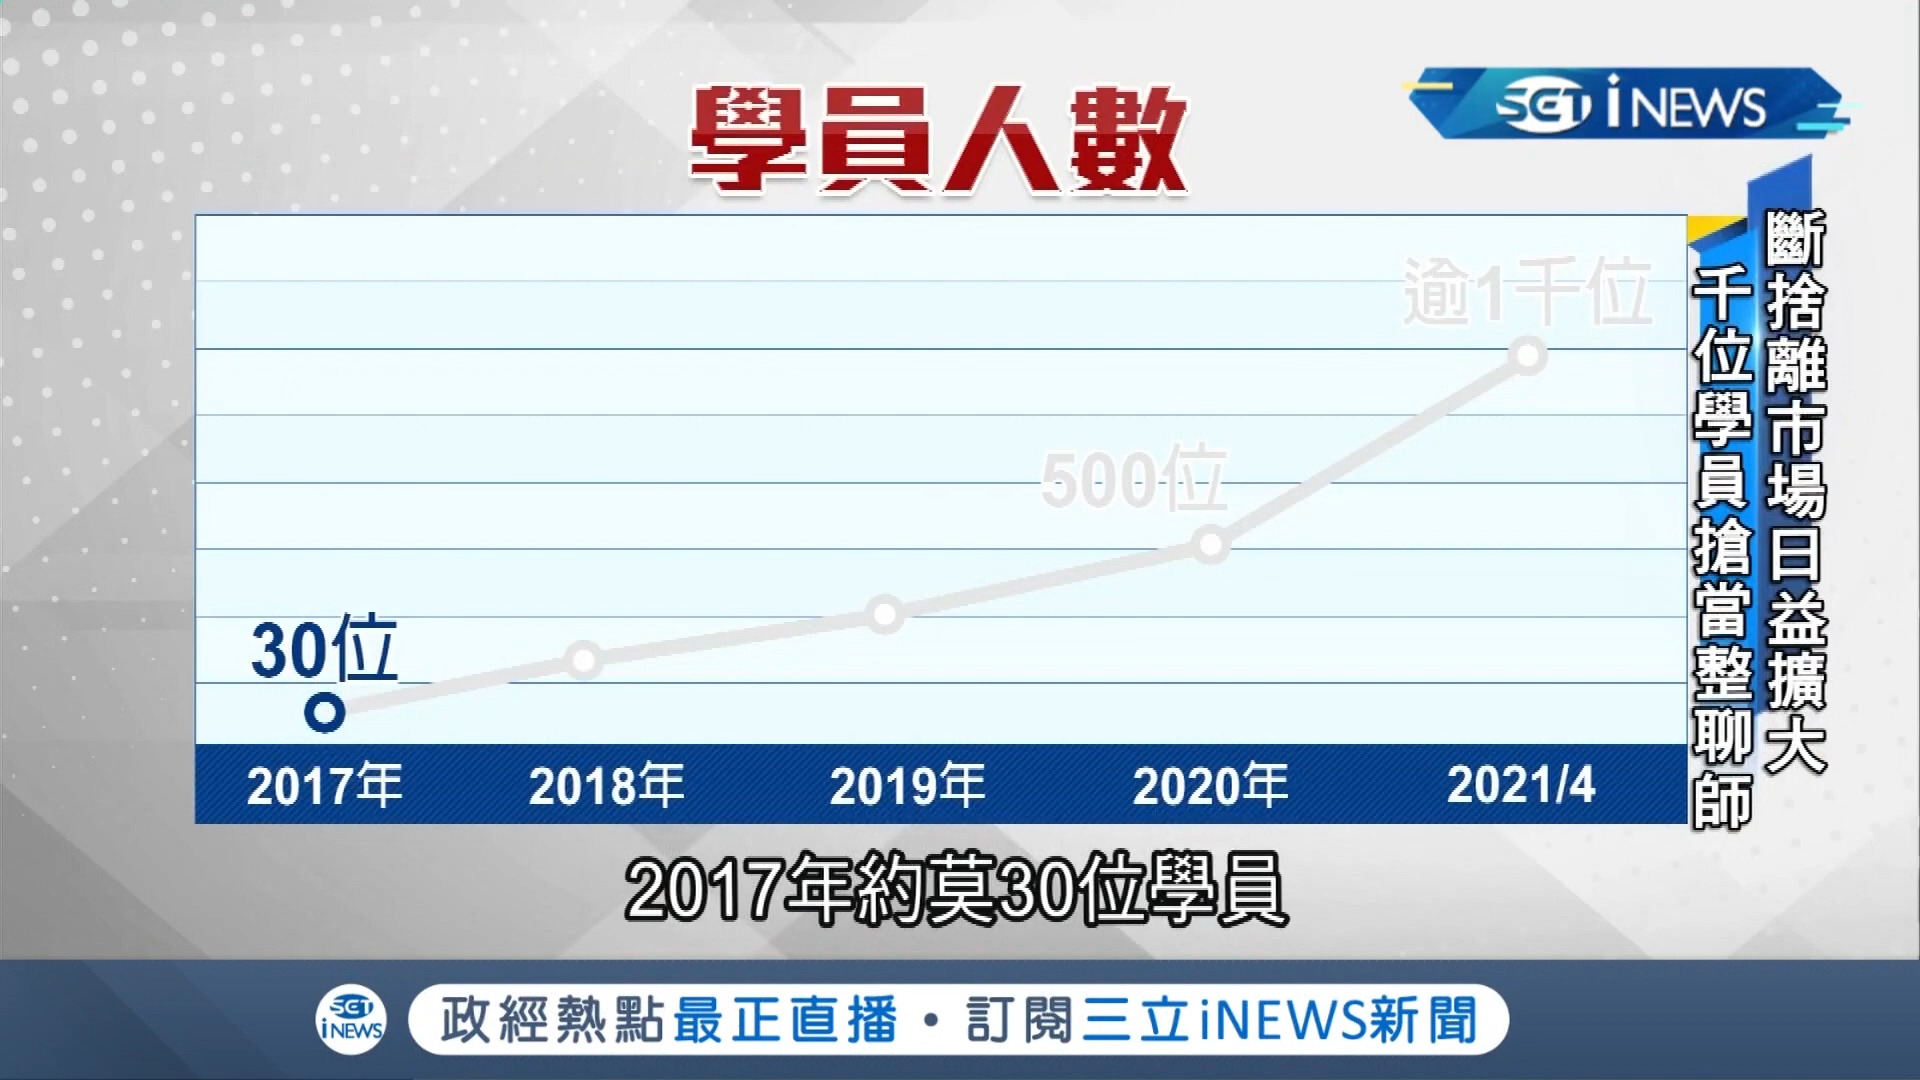 學員人數
SET iNEWS
斷捨離市場日益擴大
千位學員搶當整聊師
逾1千位
500位
30位
2017年
2018年
2019年
2020年
2021/4
2017年約莫30位學員
SET
iNEWS
政經熱點最正直播・訂閱三立iNEWS新聞